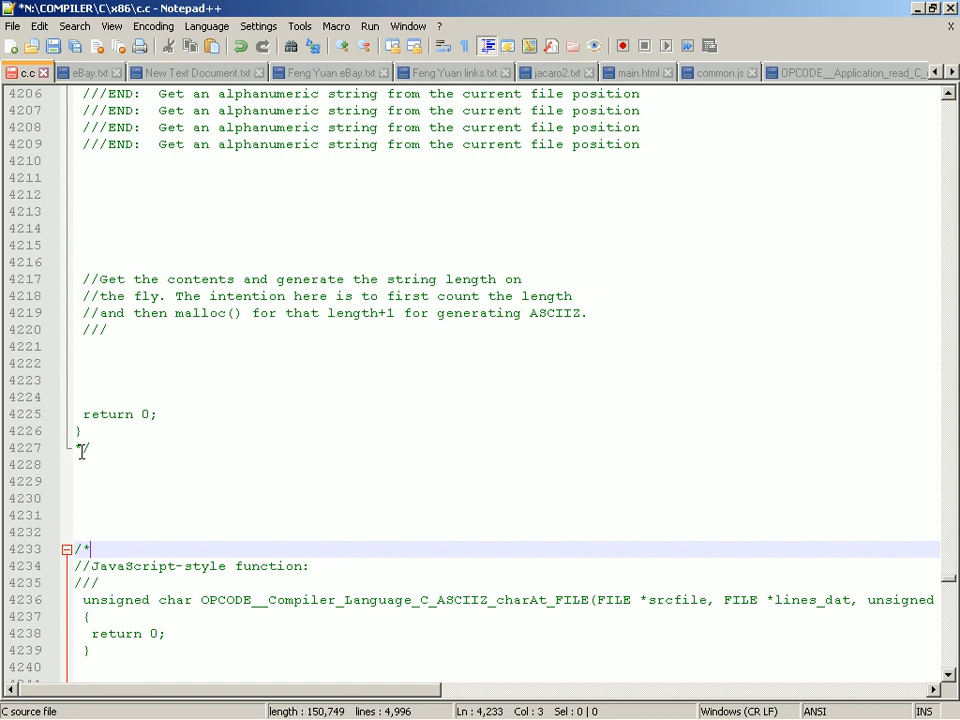 *N:\COMPILER\C\x86\c.c - Notepad++
File Edit Search View Encoding Language Settings Tools Macro Run Window ? X
c.c eBay.txt New Text Document.txt Feng Yuan eBay.txt Feng Yuan links.txt jacaro2.txt main.html common.js OPCODE__Application_read_C_
4206 ///END:  Get an alphanumeric string from the current file position
4207 ///END:  Get an alphanumeric string from the current file position
4208 ///END:  Get an alphanumeric string from the current file position
4209 ///END:  Get an alphanumeric string from the current file position
4210
4211
4212
4213
4214
4215
4216
4217 //Get the contents and generate the string length on
4218 //the fly. The intention here is to first count the length
4219 //and then malloc() for that length+1 for generating ASCIIZ.
4220 ///
4221
4222
4223
4224
4225 return 0;
4226 }
4227 */
4228
4229
4230
4231
4232
4233 /*
4234 //JavaScript-style function:
4235 ///
4236 unsigned char OPCODE__Compiler_Language_C_ASCIIZ_charAt_FILE(FILE *srcfile, FILE *lines_dat, unsigned
4237 {
4238 return 0;
4239 }
4240
C source file length : 150,749 lines : 4,996 Ln : 4,233 Col : 3 Sel : 0 | 0 Windows (CR LF) ANSI INS